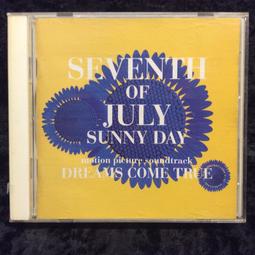 SEVENTH
OF
JULY
SUNNY DAY
motion picture soundtrack
DREAMS COME TRUE